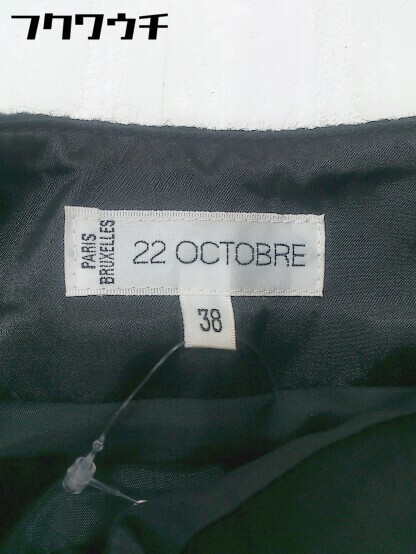 フクワウチ
PARIS
BRUXELLES
22 OCTOBRE
38